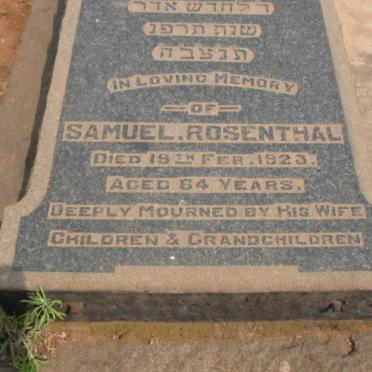 ג לחדש אדר
שנת תרפג
תנצבה
IN LOVING MEMORY
OF
SAMUEL.ROSENTHAL
DIED 19TH FEB. 1923.
AGED 64 YEARS.
DEEPLY MOURNED BY HIS WIFE
CHILDREN & GRANDCHILDREN